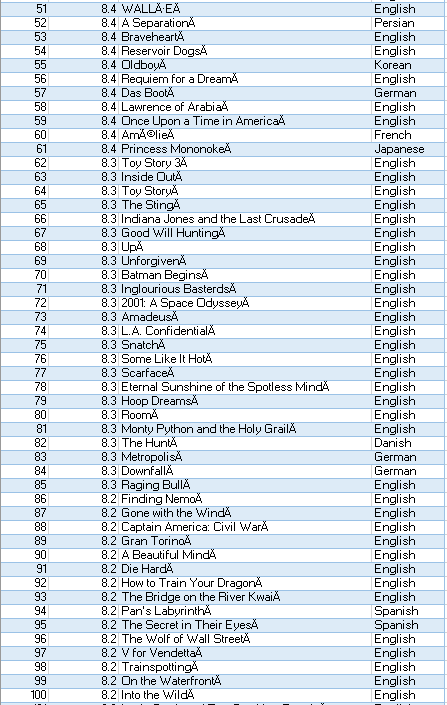 51 8.4 WALLÂ·EÂ English
52 8.4 A SeparationÂ Persian
53 8.4 BraveheartÂ English
54 8.4 Reservoir DogsÂ English
55 8.4 OldboyÂ Korean
56 8.4 Requiem for a DreamÂ English
57 8.4 Das BootÂ German
58 8.4 Lawrence of ArabiaÂ English
59 8.4 Once Upon a Time in AmericaÂ English
60 8.4 AmÃ©lieÂ French
61 8.4 Princess MononokeÂ Japanese
62 8.3 Toy Story 3Â English
63 8.3 Inside OutÂ English
64 8.3 Toy StoryÂ English
65 8.3 The StingÂ English
66 8.3 Indiana Jones and the Last CrusadeÂ English
67 8.3 Good Will HuntingÂ English
68 8.3 UpÂ English
69 8.3 UnforgivenÂ English
70 8.3 Batman BeginsÂ English
71 8.3 Inglourious BasterdsÂ English
72 8.3 2001: A Space OdysseyÂ English
73 8.3 AmadeusÂ English
74 8.3 L.A. ConfidentialÂ English
75 8.3 SnatchÂ English
76 8.3 Some Like It HotÂ English
77 8.3 ScarfaceÂ English
78 8.3 Eternal Sunshine of the Spotless MindÂ English
79 8.3 Hoop DreamsÂ English
80 8.3 RoomÂ English
81 8.3 Monty Python and the Holy GrailÂ English
82 8.3 The HuntÂ Danish
83 8.3 MetropolisÂ German
84 8.3 DownfallÂ German
85 8.3 Raging BullÂ English
86 8.2 Finding NemoÂ English
87 8.2 Gone with the WindÂ English
88 8.2 Captain America: Civil WarÂ English
89 8.2 Gran TorinoÂ English
90 8.2 A Beautiful MindÂ English
91 8.2 Die HardÂ English
92 8.2 How to Train Your DragonÂ English
93 8.2 The Bridge on the River KwaiÂ English
94 8.2 Pan's LabyrinthÂ Spanish
95 8.2 The Secret in Their EyesÂ Spanish
96 8.2 The Wolf of Wall StreetÂ English
97 8.2 V for VendettaÂ English
98 8.2 TrainspottingÂ English
99 8.2 On the WaterfrontÂ English
100 8.2 Into the WildÂ English